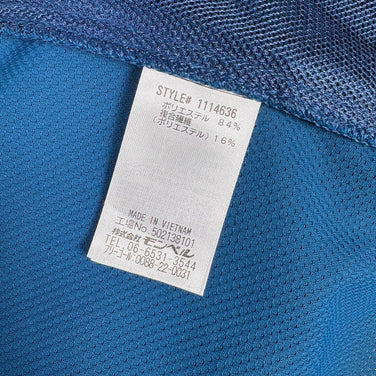 STYLE# 1114636
ポリエステル 84%
複合繊維
(ポリエステル) 16%
MADE IN VIETNAM
工場No. 502138T01
株式会社 モンベル
TEL. 06-6531-3544
フリーコール:0088-22-0031